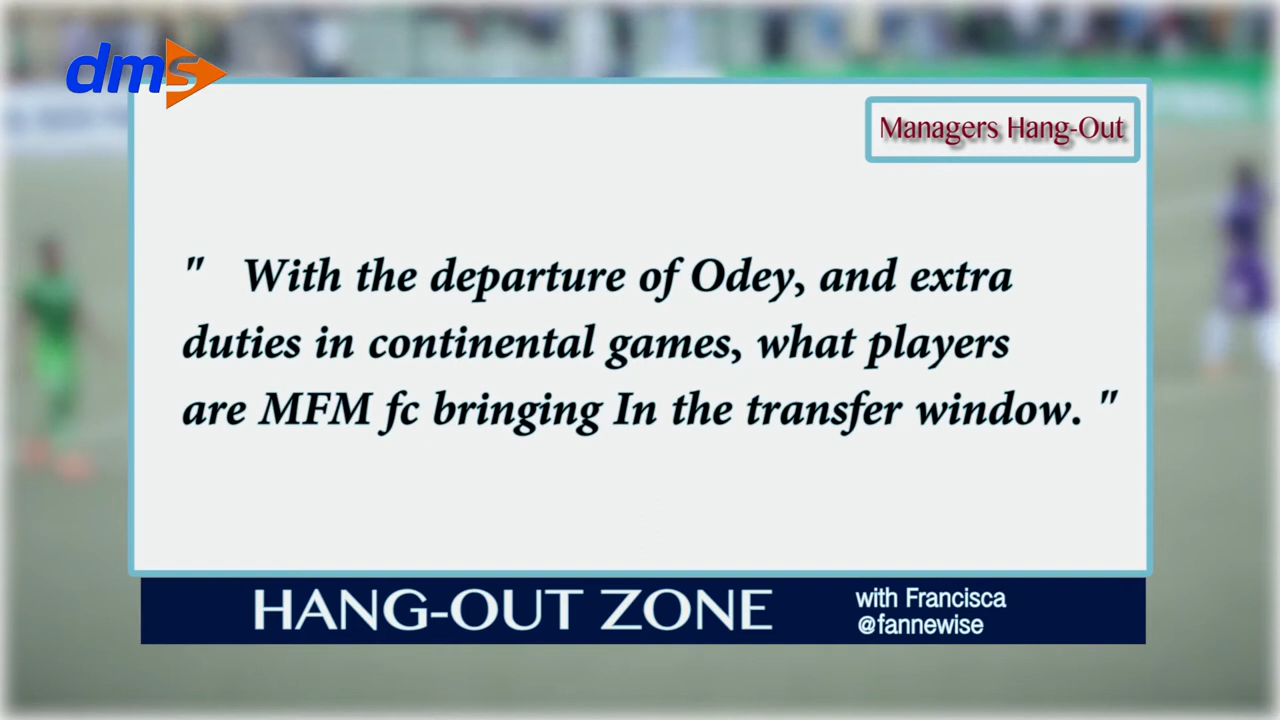 dms
Managers Hang-Out
" With the departure of Odey, and extra
duties in continental games, what players
are MFM fc bringing In the transfer window. "
HANG-OUT ZONE
with Francisca
@fannewise